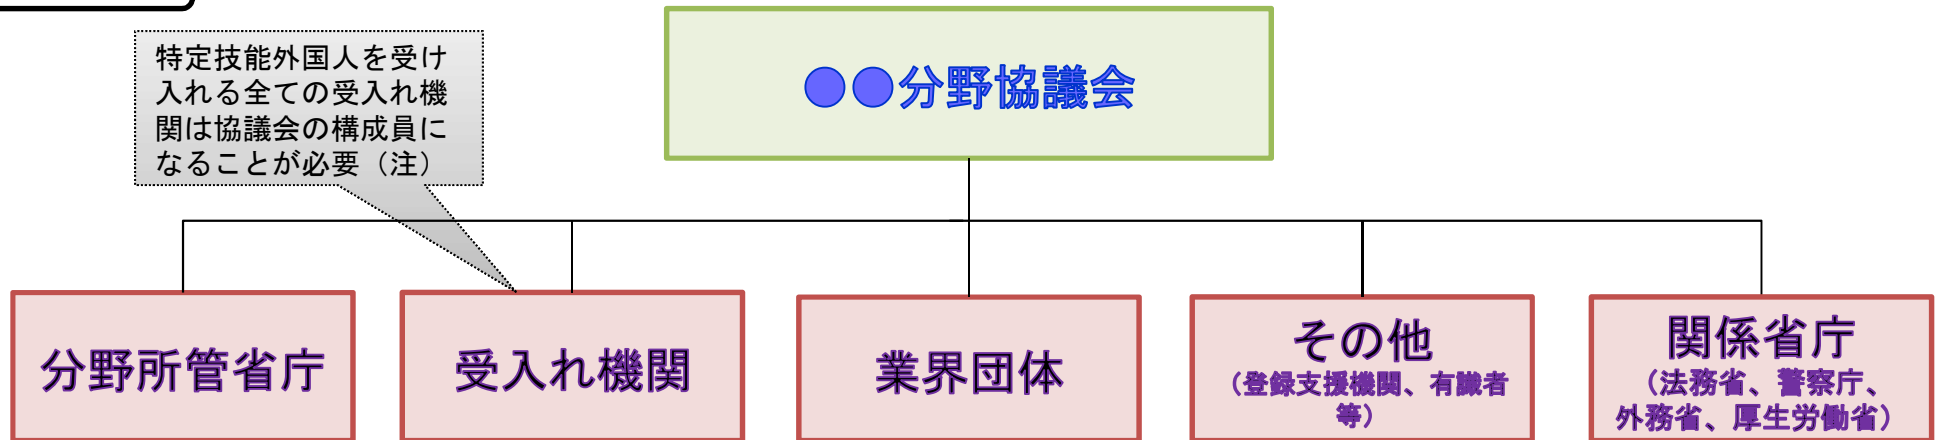 特定技能外国人を受け
入れる全ての受入れ機
関は協議会の構成員に
なることが必要（注）
●●分野協議会
分野所管省庁
受入れ機関
業界団体
その他
（登録支援機関、有識者
等）
関係省庁
（法務省、警察庁、
外務省、厚生労働省）